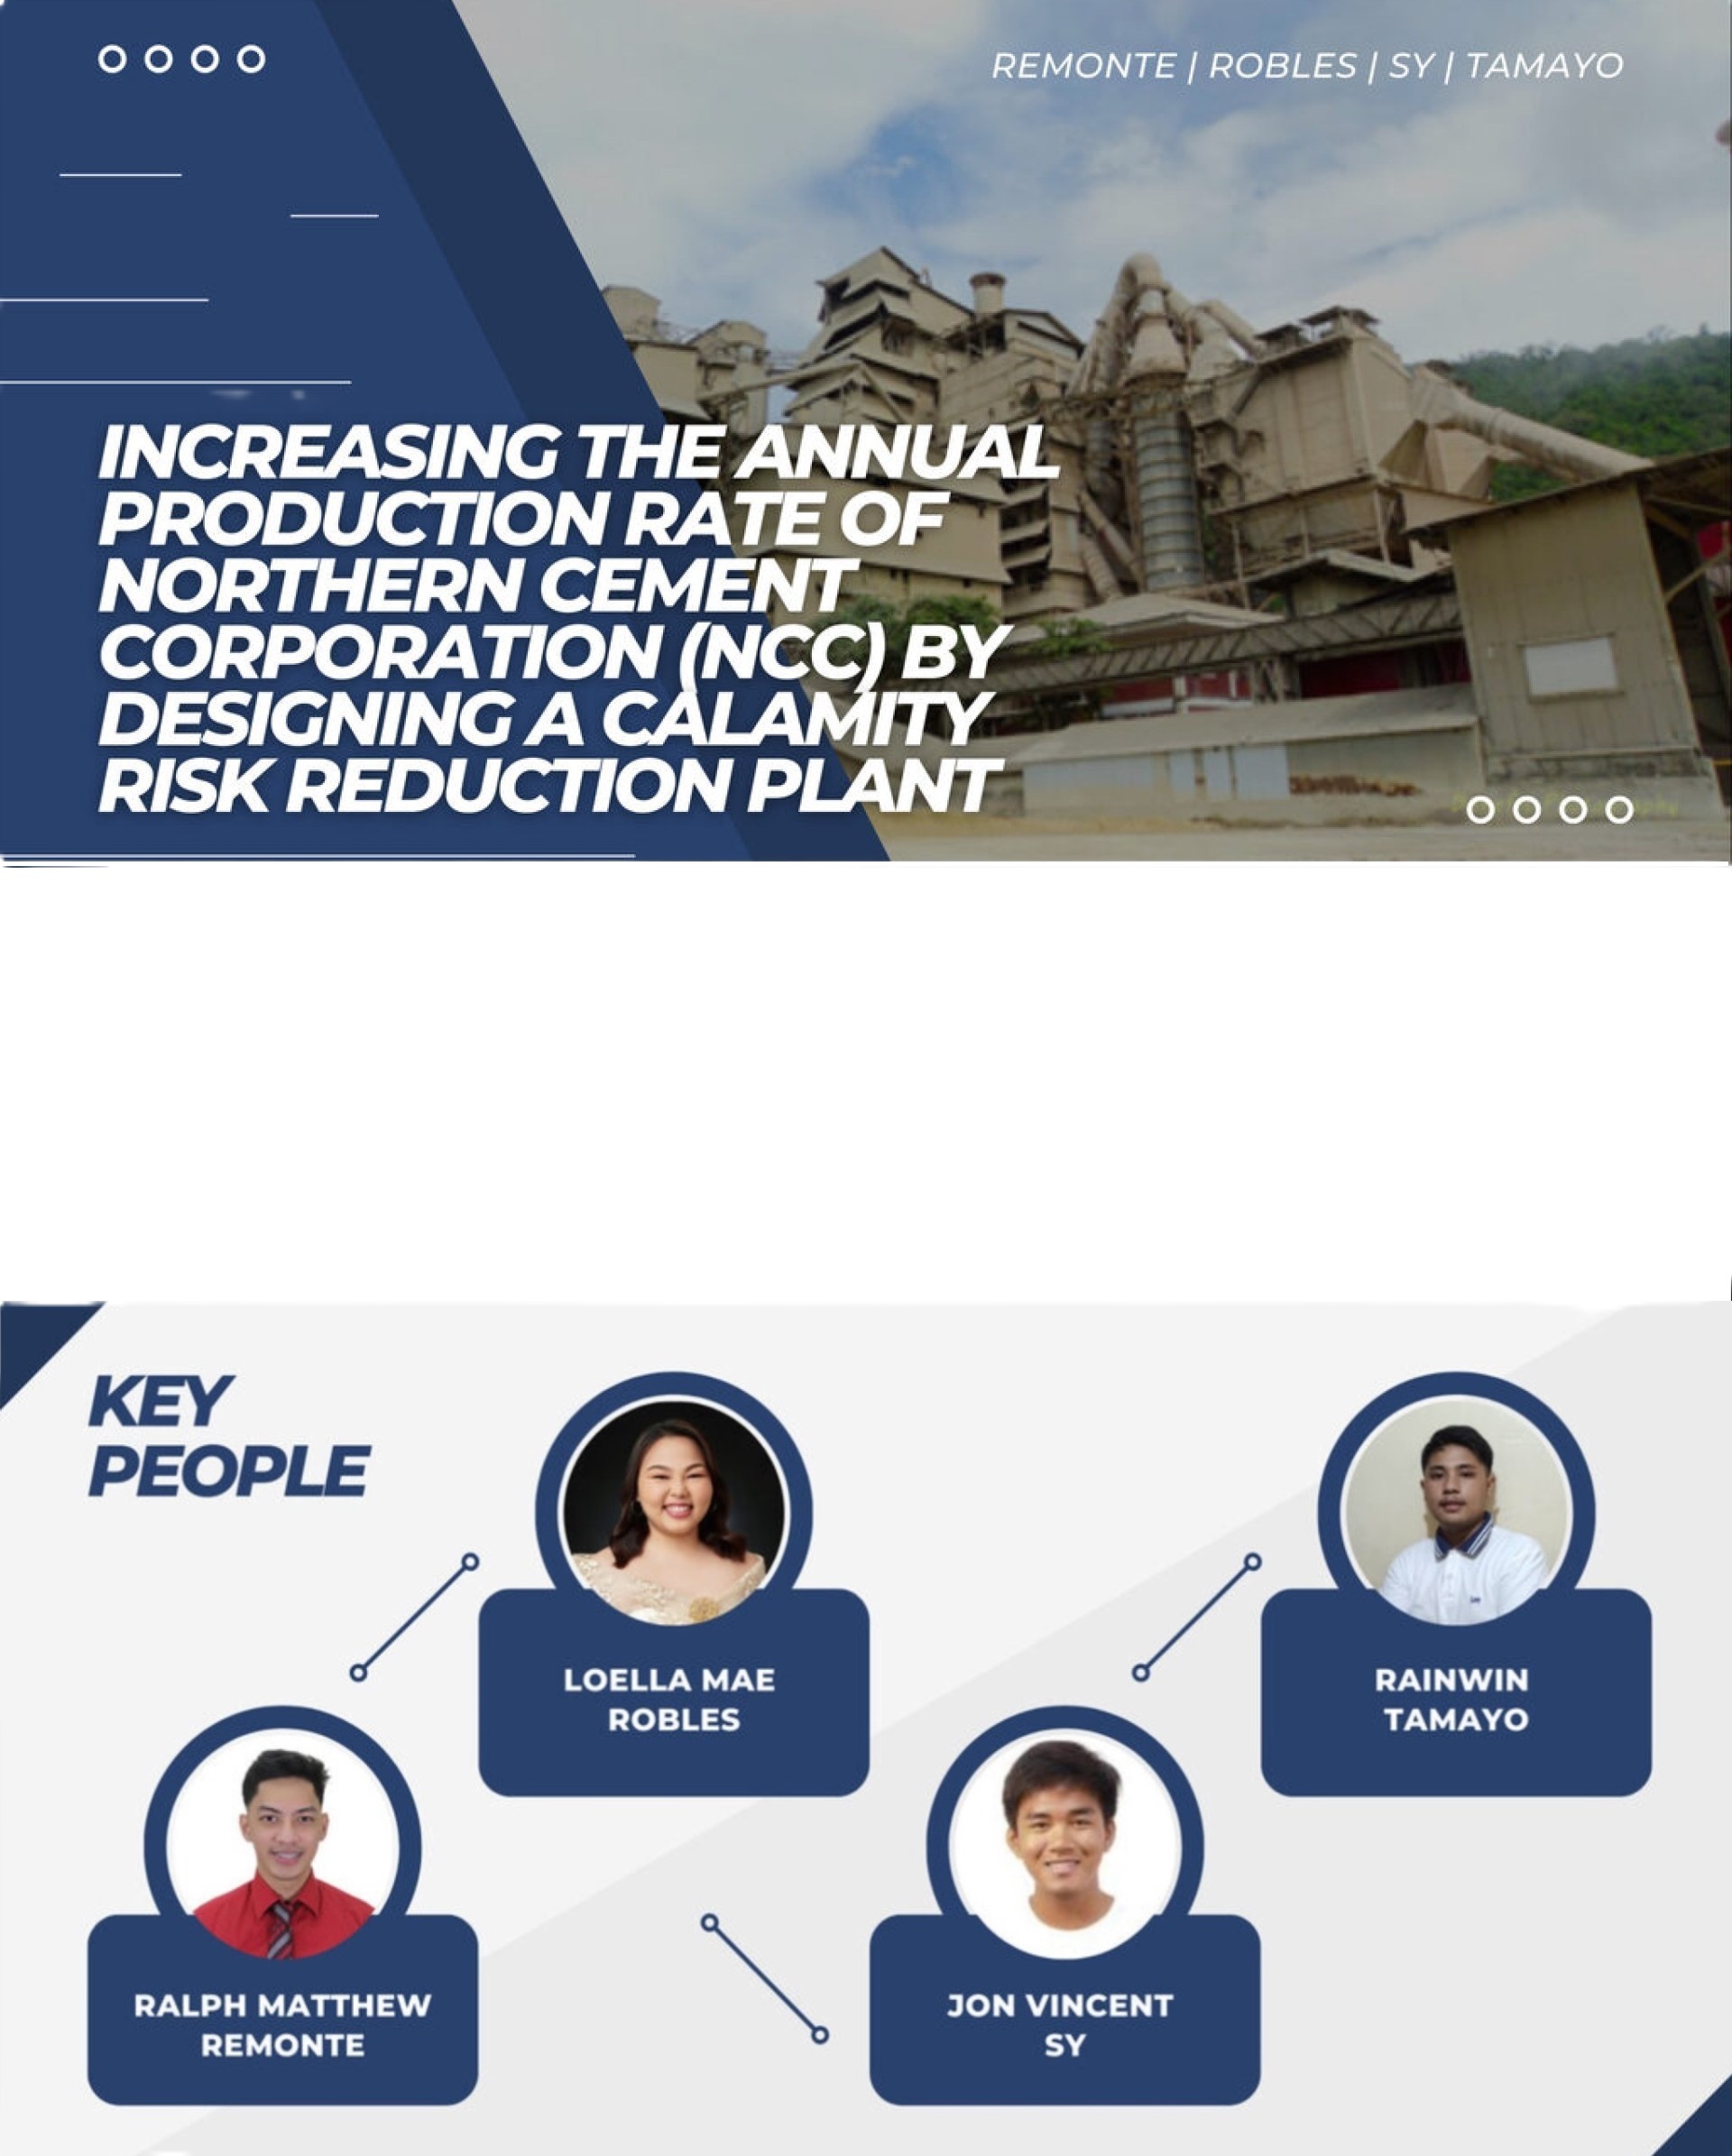 REMONTE | ROBLES | SY | TAMAYO
INCREASING THE ANNUAL
PRODUCTION RATE OF
NORTHERN CEMENT
CORPORATION (NCC) BY
DESIGNING A CALAMITY
RISK REDUCTION PLANT
KEY
PEOPLE
LOELLA MAE
ROBLES
RAINWIN
TAMAYO
RALPH MATTHEW
REMONTE
JON VINCENT
SY